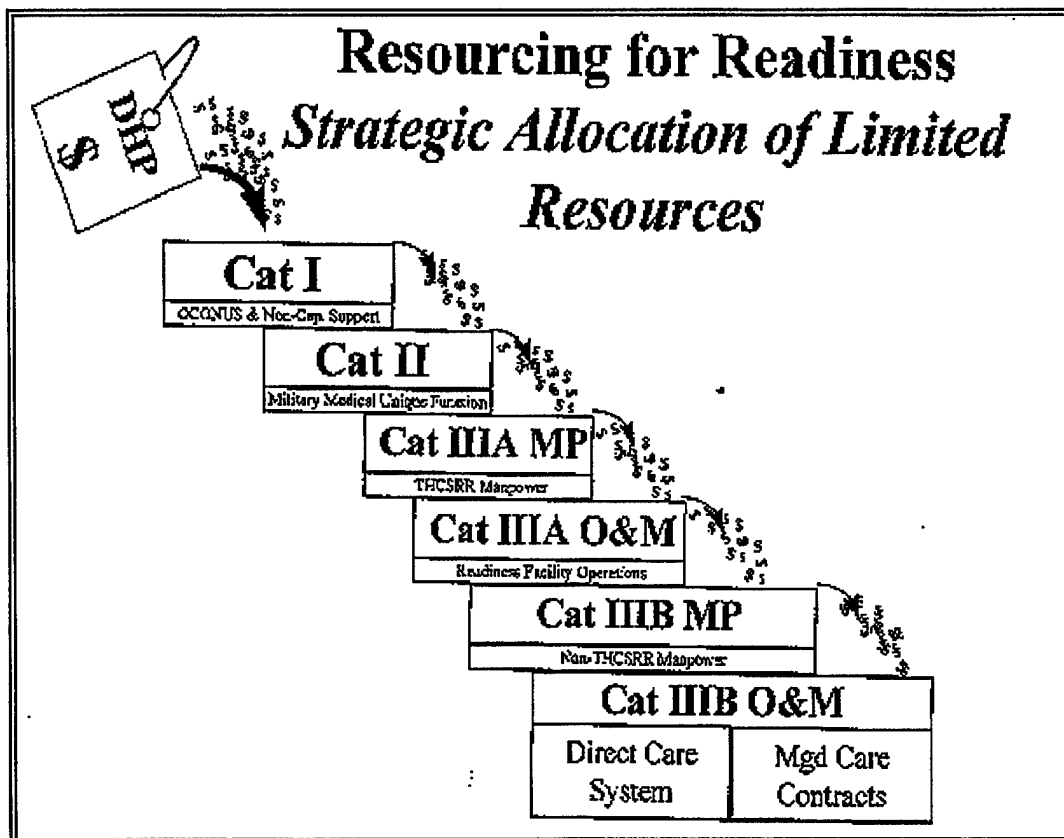 Resourcing for Readiness
Strategic Allocation of Limited
Resources
DHP
$
Cat I
OCONUS & Non-Cap. Support
Cat II
Military Medical Unique Function
Cat IIIA MP
THCSRR Manpower
Cat IIIA O&M
Readiness Facility Operations
Cat IIIB MP
Non-THCSRR Manpower
Cat IIIB O&M
Direct Care
System
Mgd Care
Contracts